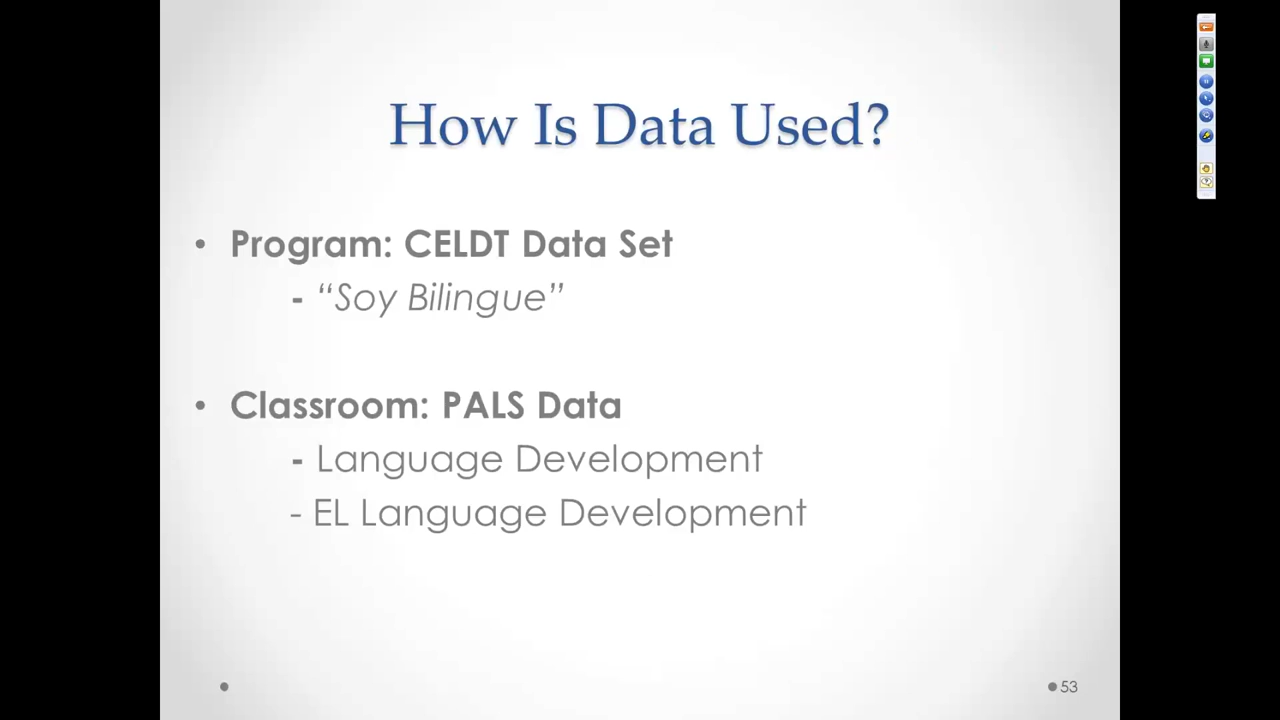 How Is Data Used?
• Program: CELDT Data Set
- “Soy Bilingue”
• Classroom: PALS Data
- Language Development
- EL Language Development
53